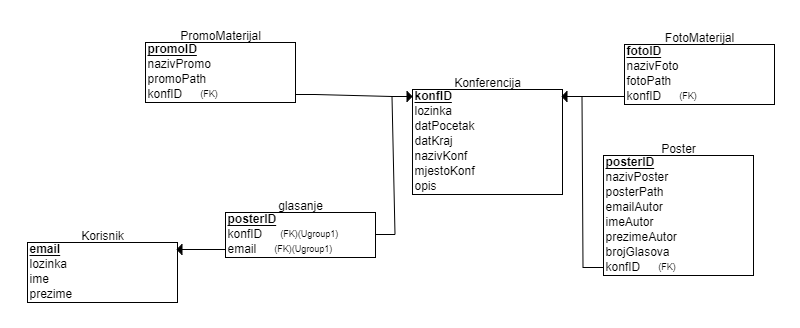 PromoMaterijal
promoID
nazivPromo
promoPath
konfID (FK)
Konferencija
konfID
lozinka
datPocetak
datKraj
nazivKonf
mjestoKonf
opis
FotoMaterijal
fotoID
nazivFoto
fotoPath
konfID (FK)
Poster
posterID
nazivPoster
posterPath
emailAutor
imeAutor
prezimeAutor
brojGlasova
konfID (FK)
glasanje
posterID
konfID (FK)(Ugroup1)
email (FK)(Ugroup1)
Korisnik
email
lozinka
ime
prezime